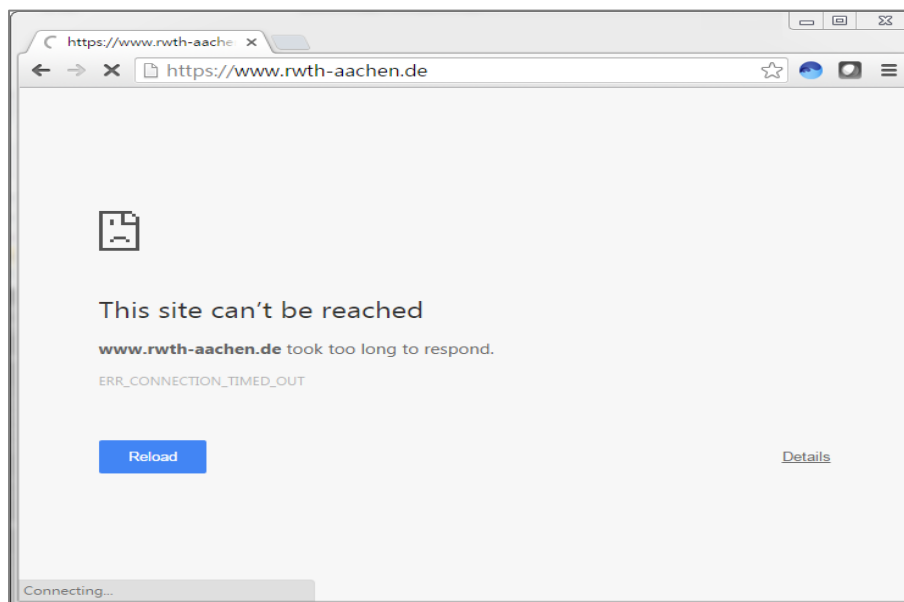 https://www.rwth-aache
https://www.rwth-aachen.de
This site can't be reached
www.rwth-aachen.de took too long to respond.
ERR_CONNECTION_TIMED_OUT
Reload
Details
Connecting...